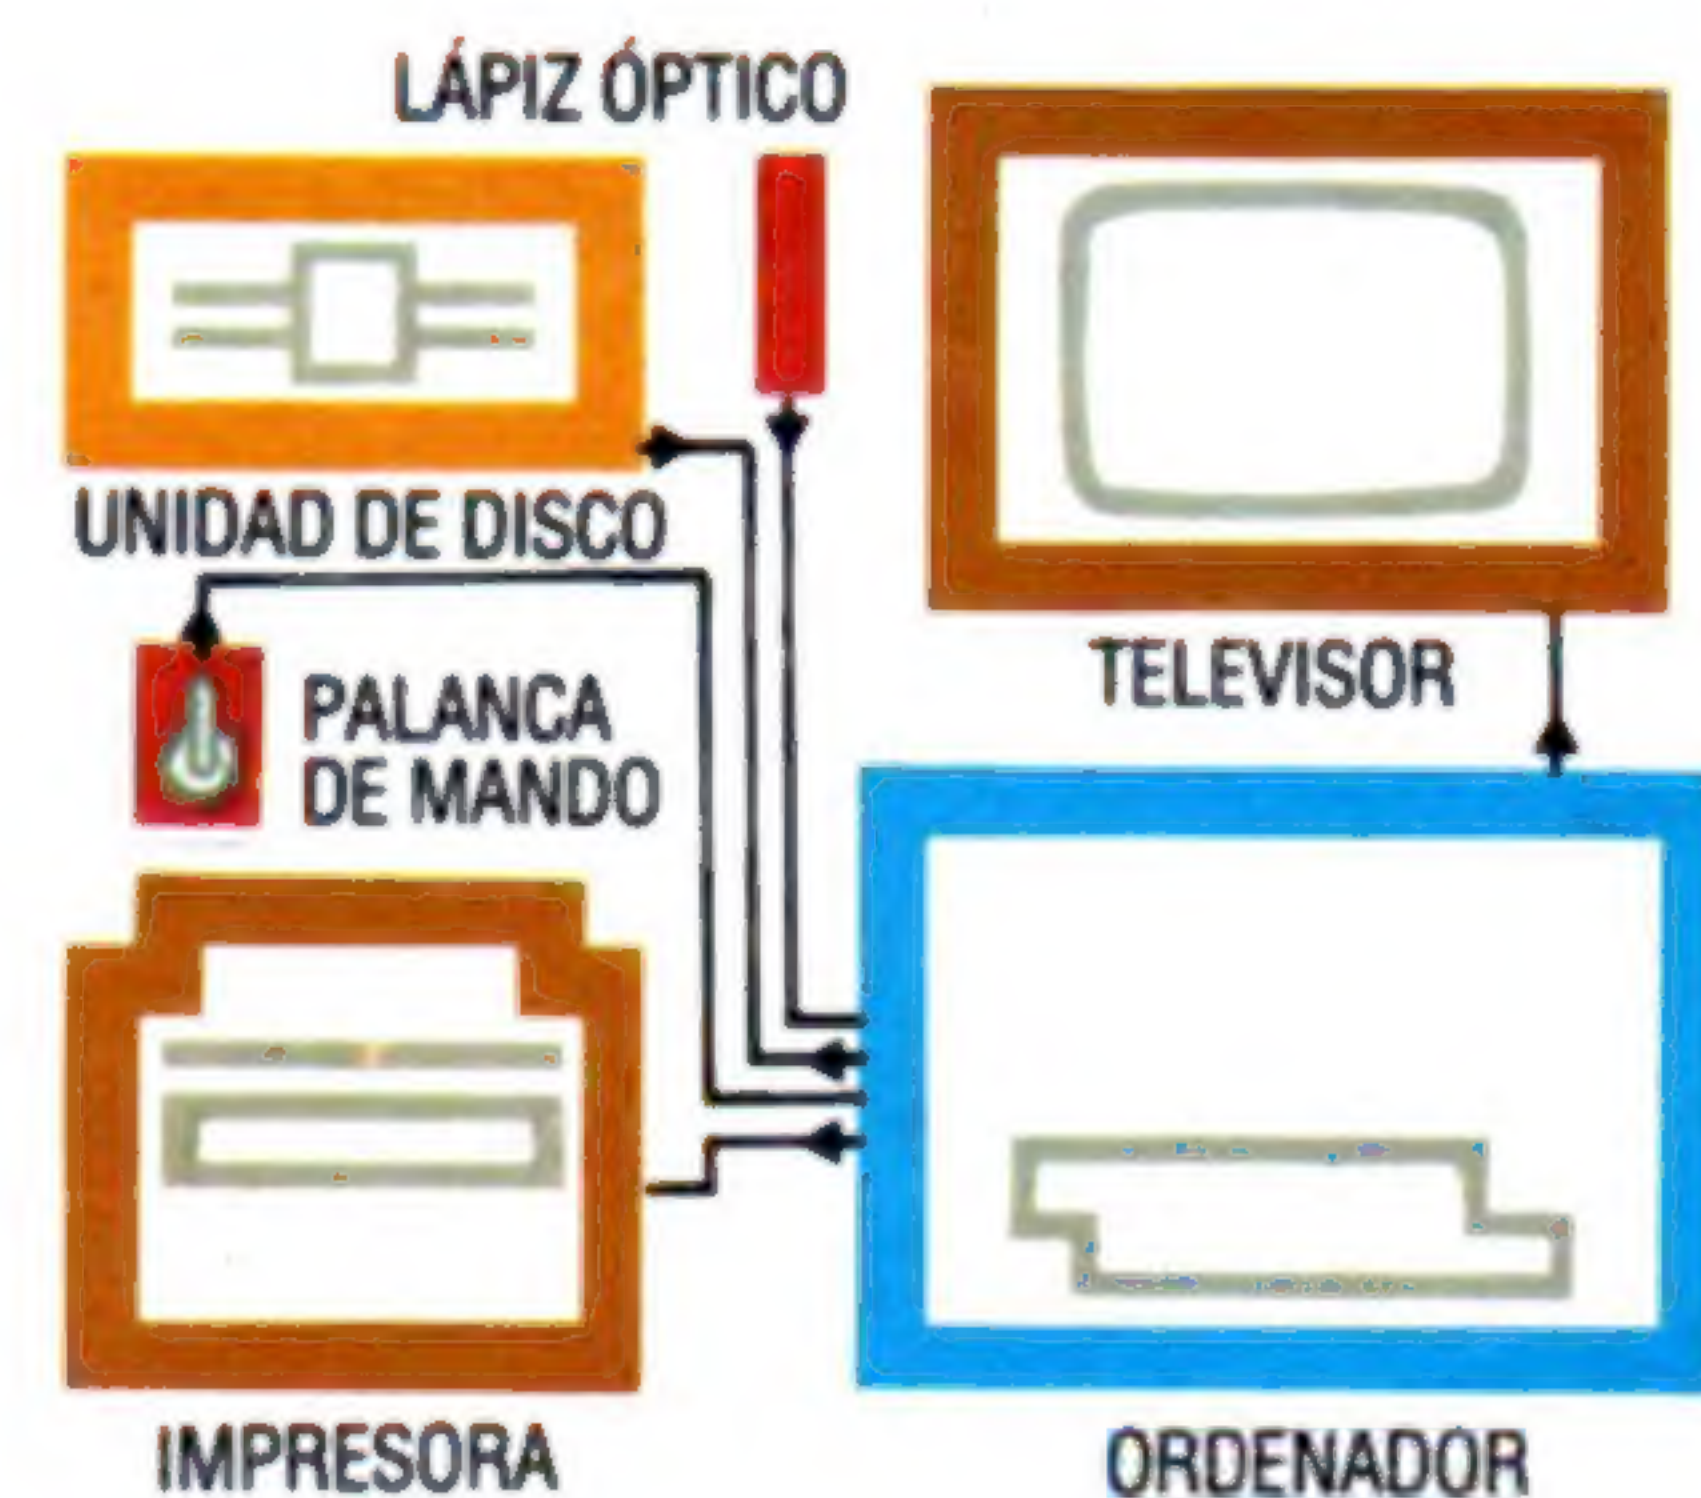 LÁPIZ ÓPTICO
UNIDAD DE DISCO
TELEVISOR
PALANCA
DE MANDO
IMPRESORA
ORDENADOR